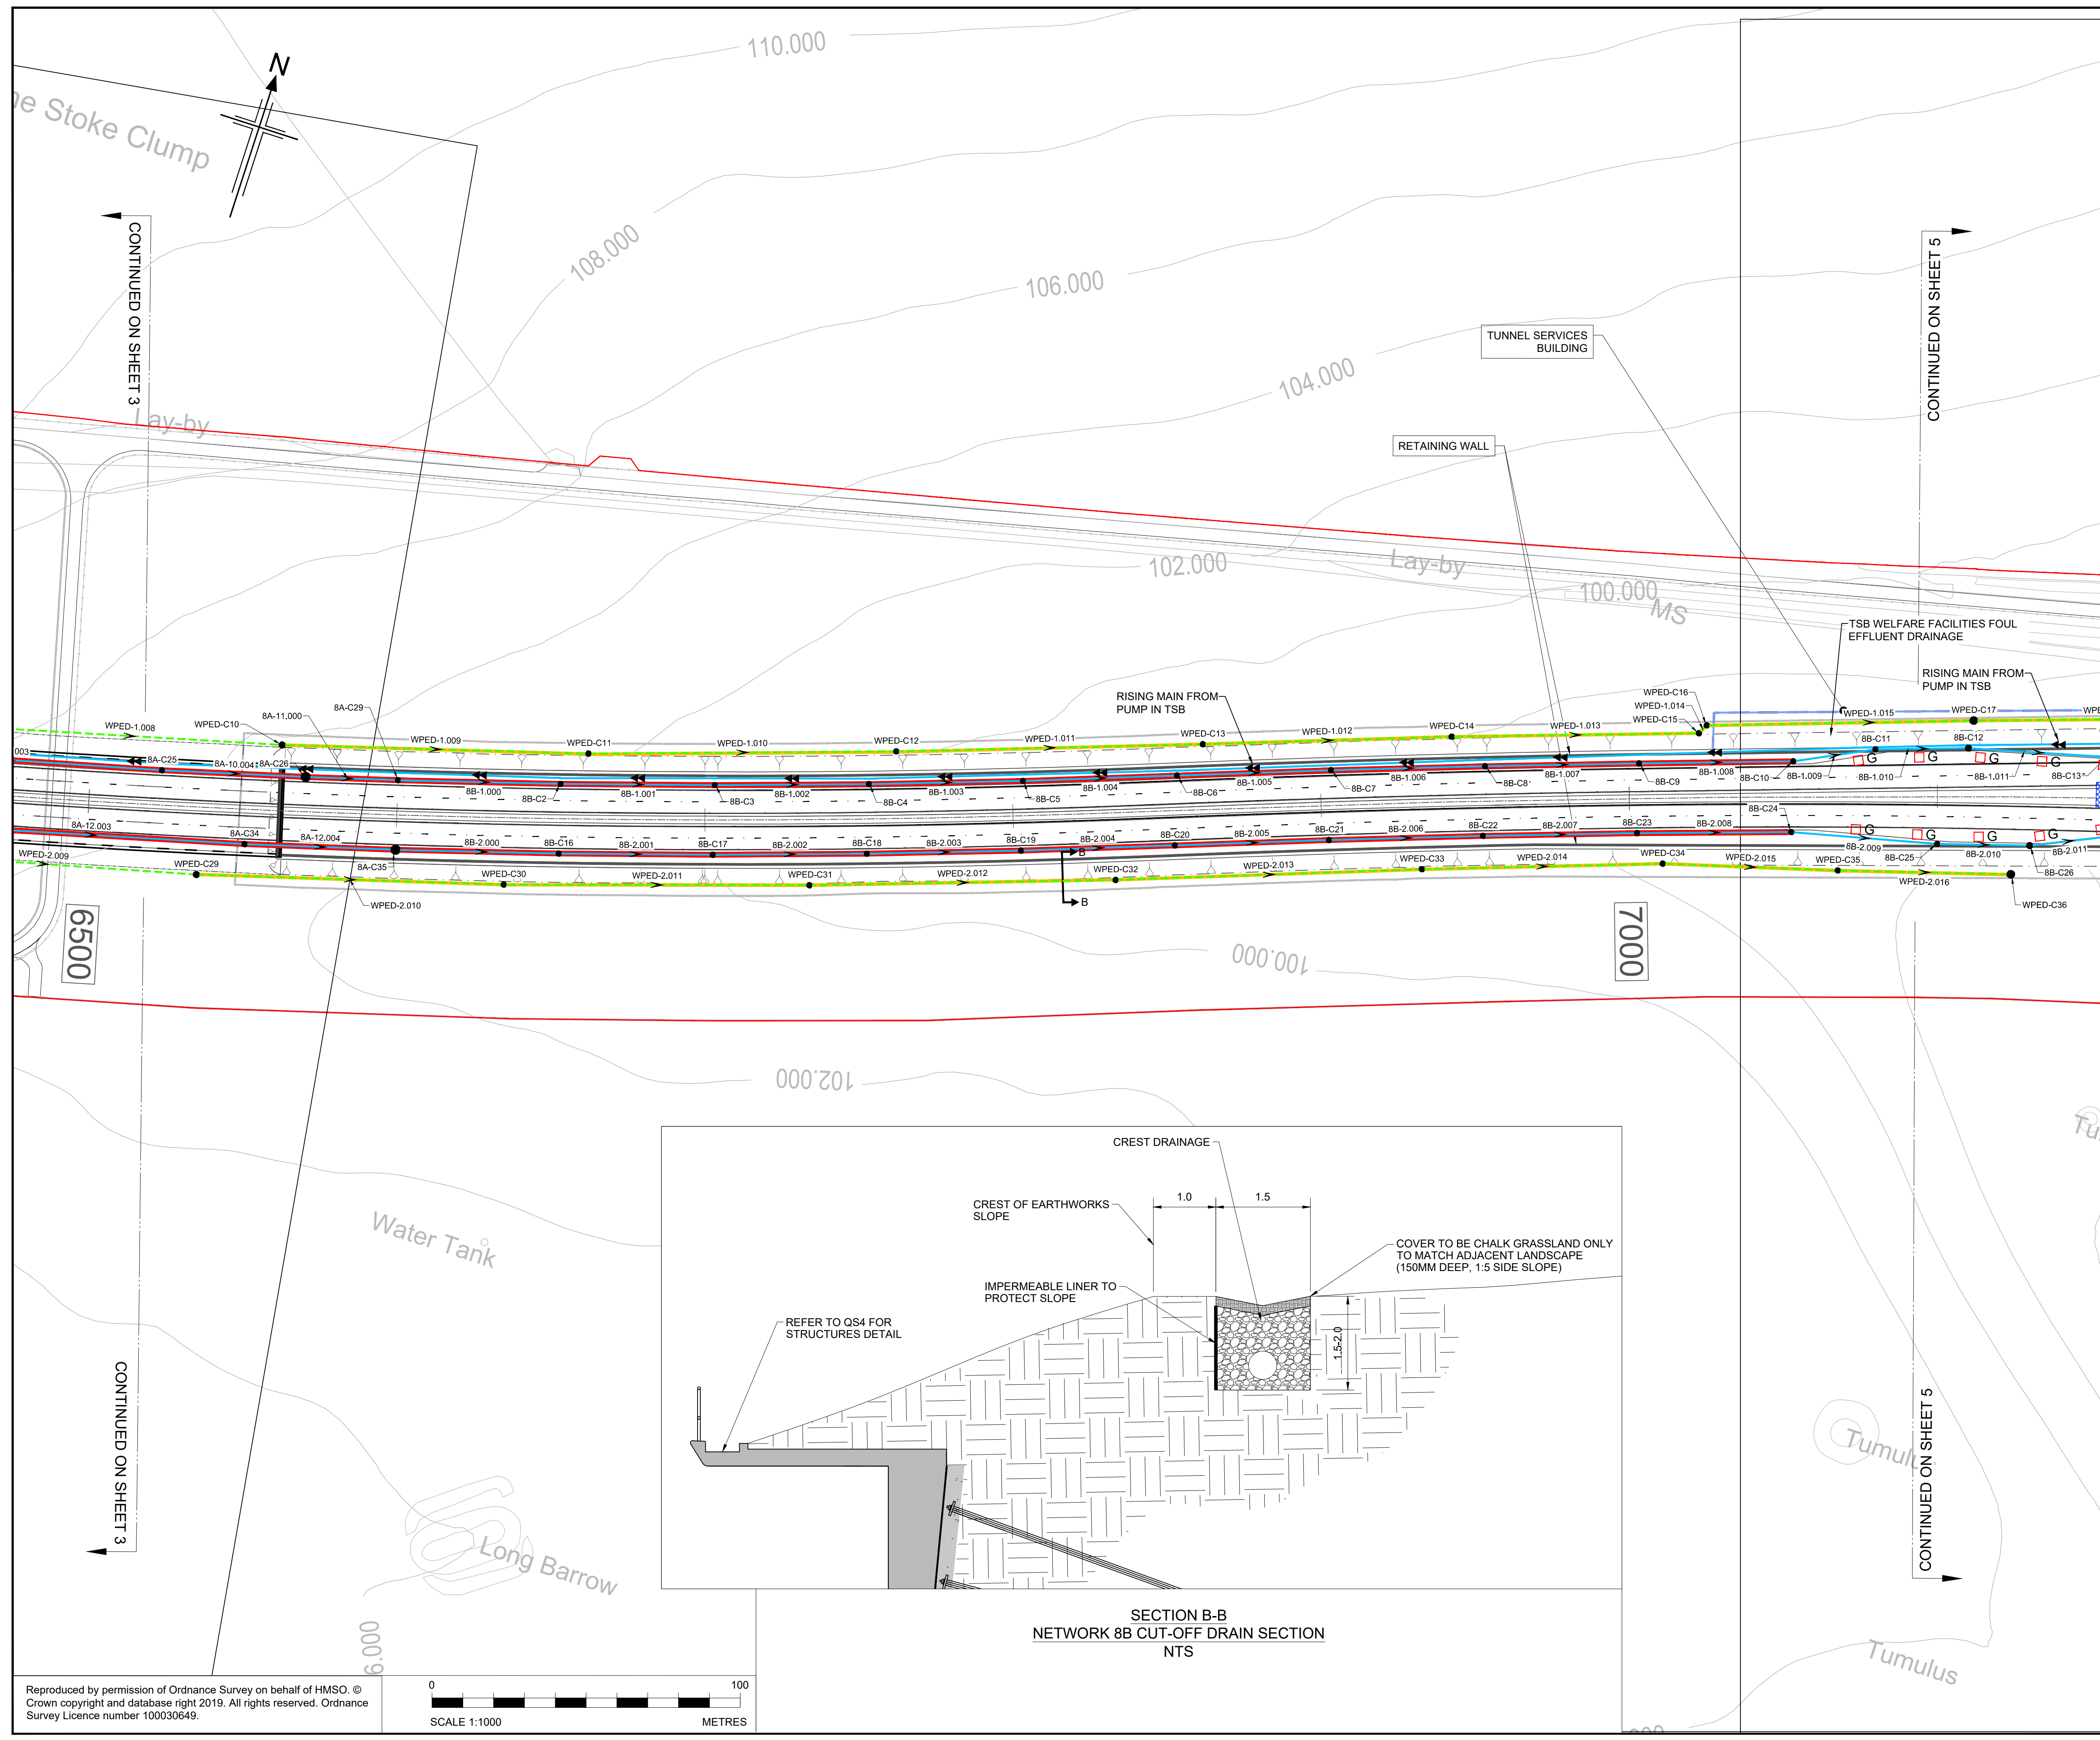 110.000
N
ne Stoke Clump
108.000
106.000
CONTINUED ON SHEET 3
CONTINUED ON SHEET 5
TUNNEL SERVICES
BUILDING
104.000
Lay-by
RETAINING WALL
102.000
Lay-by
100.000
MS
TSB WELFARE FACILITIES FOUL
EFFLUENT DRAINAGE
RISING MAIN FROM
PUMP IN TSB
RISING MAIN FROM
PUMP IN TSB
WPED-1.008
WPED-C10
8A-11.000
8A-C29
WPED-1.009
WPED-C11
WPED-1.010
WPED-C12
WPED-1.011
WPED-C13
WPED-1.012
WPED-C14
WPED-1.013
WPED-C16
WPED-1.014
WPED-C15
WPED-1.015
WPED-C17
WPE
003
8A-C25
8A-10.004
8A-C26
8B-1.000
8B-C2
8B-1.001
8B-C3
8B-1.002
8B-C4
8B-1.003
8B-C5
8B-1.004
8B-C6
8B-1.005
8B-C7
8B-1.006
8B-C8
8B-1.007
8B-C9
8B-1.008
8B-C10
8B-1.009
8B-C11
8B-1.010
8B-C12
8B-1.011
8B-C13
G
G
G
G
8A-12.003
8A-C34
8A-12.004
8A-C35
8B-2.000
8B-C16
8B-2.001
8B-C17
8B-2.002
8B-C18
8B-2.003
8B-C19
8B-2.004
8B-C20
8B-2.005
8B-C21
8B-2.006
8B-C22
8B-2.007
8B-C23
8B-2.008
8B-C24
8B-2.009
8B-C25
8B-2.010
8B-C26
8B-2.011
G
G
G
G
WPED-2.009
WPED-C29
WPED-2.010
WPED-C30
WPED-2.011
WPED-C31
WPED-2.012
WPED-C32
WPED-2.013
WPED-C33
WPED-2.014
WPED-C34
WPED-2.015
WPED-C35
WPED-2.016
WPED-C36
B
B
6500
7000
100.000
102.000
Water Tank
Long Barrow
6.000
Tumulus
Tumulus
Tu
000
CONTINUED ON SHEET 3
CONTINUED ON SHEET 5
CREST DRAINAGE
CREST OF EARTHWORKS
SLOPE
1.0
1.5
COVER TO BE CHALK GRASSLAND ONLY
TO MATCH ADJACENT LANDSCAPE
(150MM DEEP, 1:5 SIDE SLOPE)
IMPERMEABLE LINER TO
PROTECT SLOPE
REFER TO QS4 FOR
STRUCTURES DETAIL
1.5-2.0
SECTION B-B
NETWORK 8B CUT-OFF DRAIN SECTION
NTS
Reproduced by permission of Ordnance Survey on behalf of HMSO. ©
Crown copyright and database right 2019. All rights reserved. Ordnance
Survey Licence number 100030649.
0
100
SCALE 1:1000
METRES